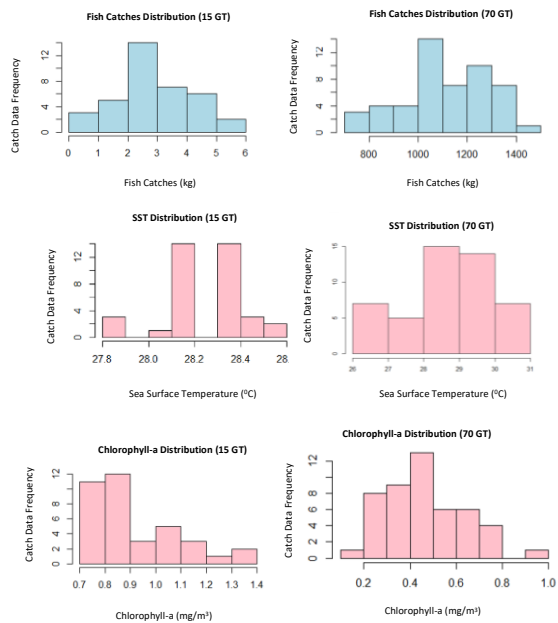 Fish Catches Distribution (15 GT)
Catch Data Frequency
12
8
4
0
0 1 2 3 4 5 6
Fish Catches (kg)
Fish Catches Distribution (70 GT)
Catch Data Frequency
12
8
4
0
800 1000 1200 1400
Fish Catches (kg)
SST Distribution (15 GT)
Catch Data Frequency
12
8
4
0
27.8 28.0 28.2 28.4 28.
Sea Surface Temperature (⁰C)
SST Distribution (70 GT)
Catch Data Frequency
15
10
5
0
26 27 28 29 30 31
Sea Surface Temperature (⁰C)
Chlorophyll-a Distribution (15 GT)
Catch Data Frequency
12
8
6
4
2
0
0.7 0.8 0.9 1.0 1.1 1.2 1.3 1.4
Chlorophyll-a (mg/m³)
Chlorophyll-a Distribution (70 GT)
Catch Data Frequency
12
8
6
4
2
0
0.2 0.4 0.6 0.8 1.0
Chlorophyll-a (mg/m³)